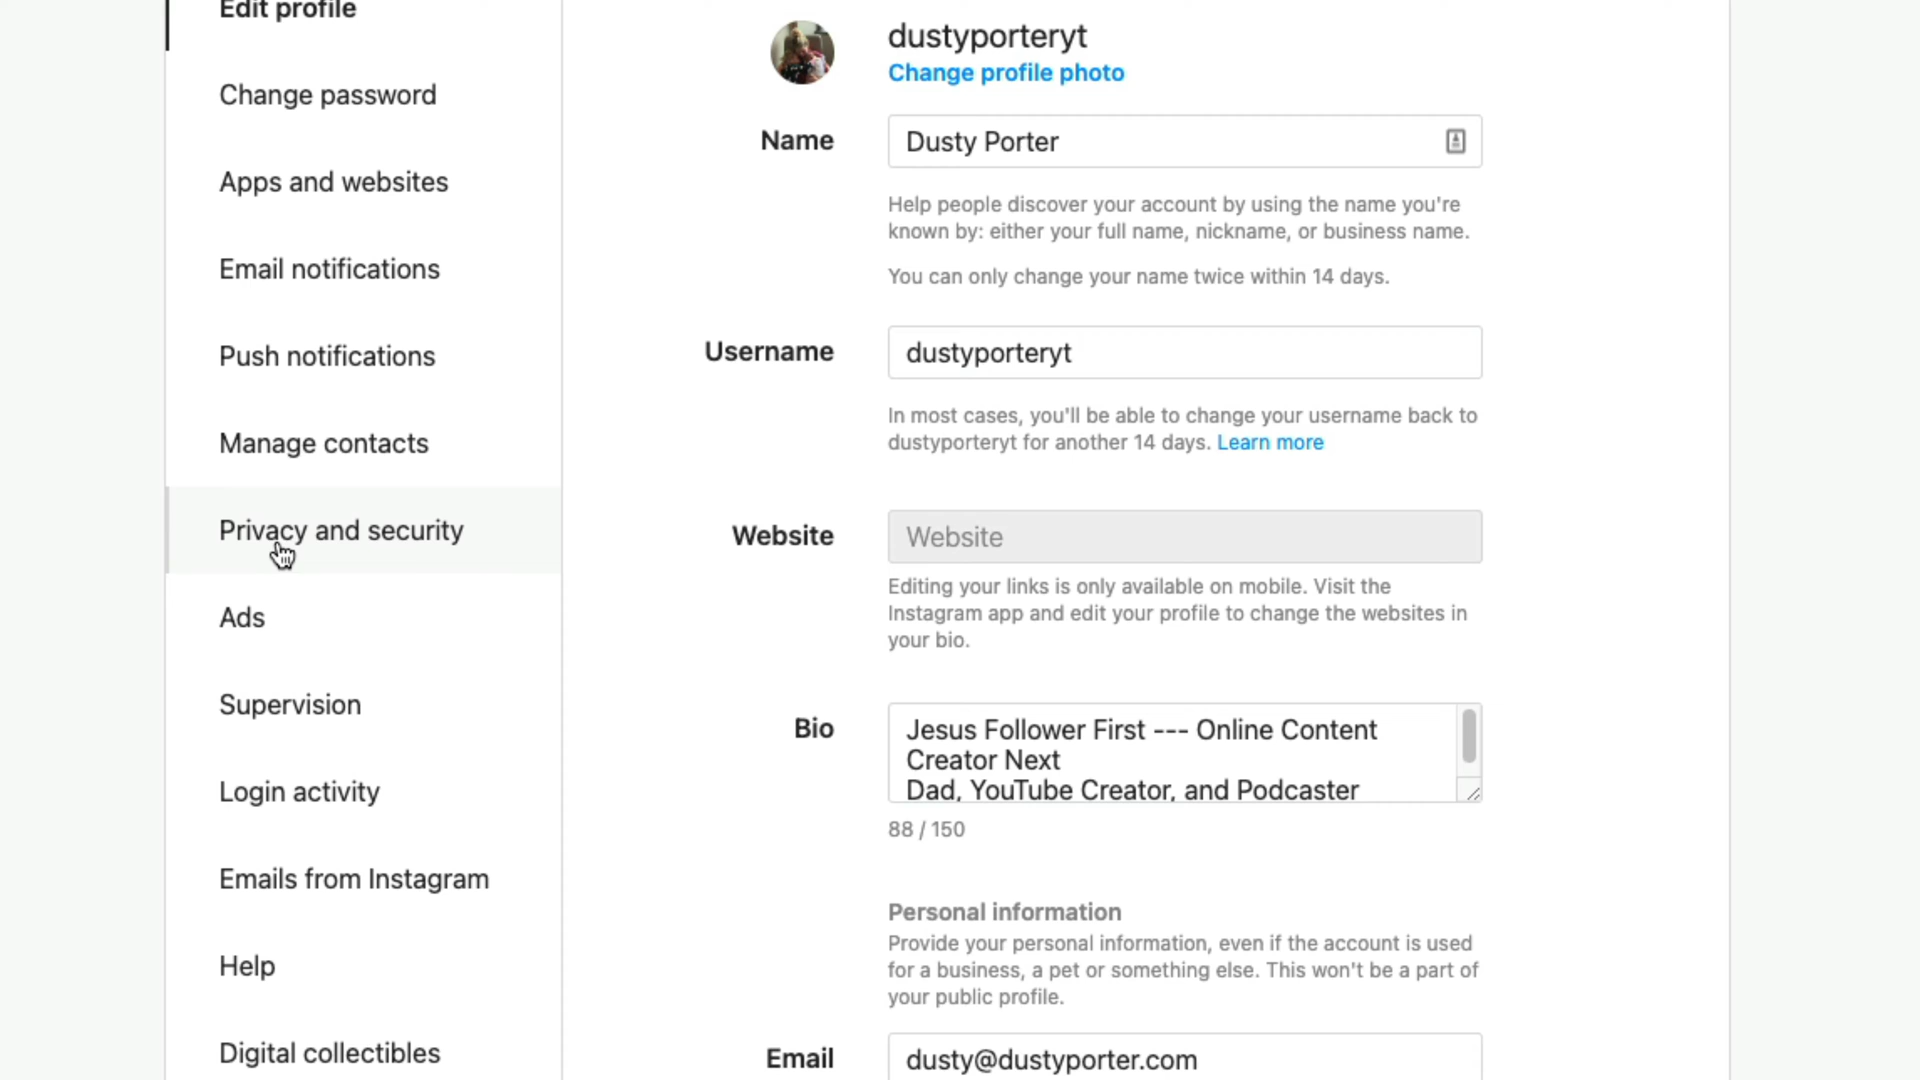 Edit profile
Change password
Apps and websites
Email notifications
Push notifications
Manage contacts
Privacy and security
Ads
Supervision
Login activity
Emails from Instagram
Help
Digital collectibles
dustyporteryt
Change profile photo
Name
Dusty Porter
Help people discover your account by using the name you're
known by: either your full name, nickname, or business name.
You can only change your name twice within 14 days.
Username
dustyporteryt
In most cases, you'll be able to change your username back to
dustyporteryt for another 14 days. Learn more
Website
Website
Editing your links is only available on mobile. Visit the
Instagram app and edit your profile to change the websites in
your bio.
Bio
Jesus Follower First --- Online Content
Creator Next
Dad, YouTube Creator, and Podcaster
88 / 150
Personal information
Provide your personal information, even if the account is used
for a business, a pet or something else. This won't be a part of
your public profile.
Email
dusty@dustyporter.com